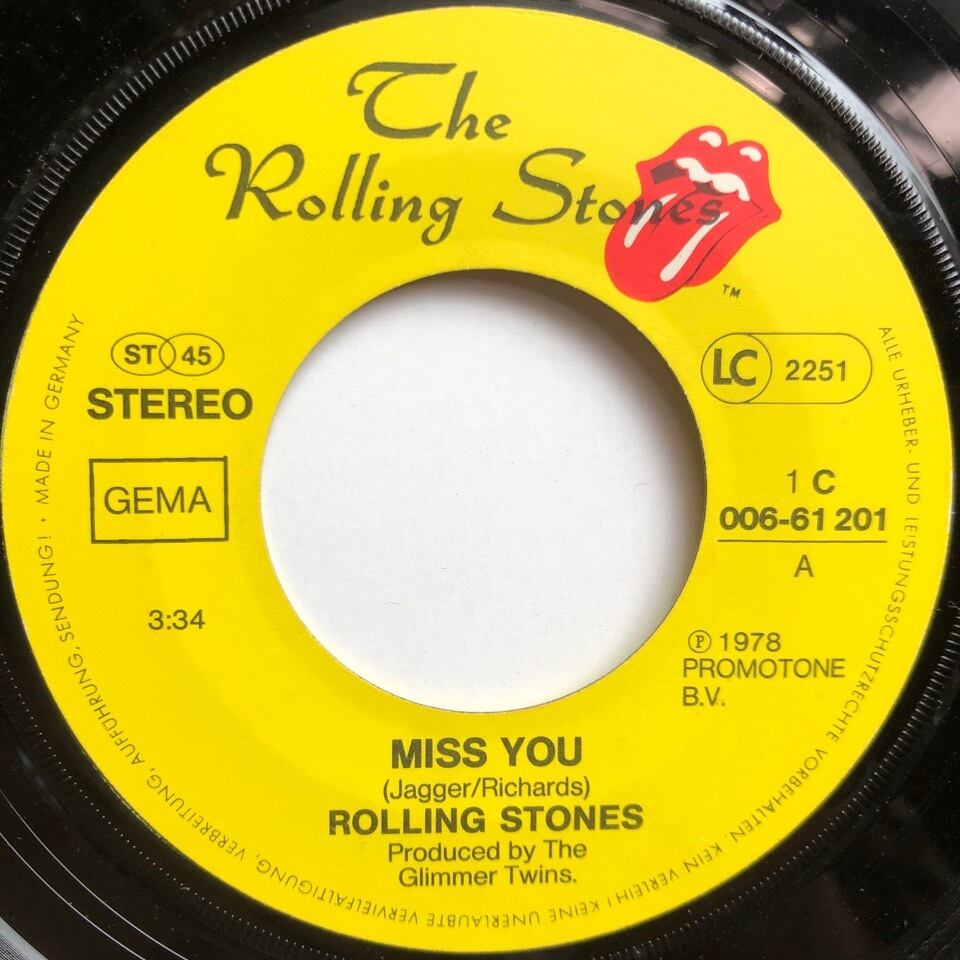 The
Rolling Stones
TM
ST 45
STEREO
GEMA
3:34
LC 2251
1 C
006-61 201
A
℗ 1978
PROMOTONE
B.V.
MISS YOU
(Jagger/Richards)
ROLLING STONES
Produced by The
Glimmer Twins.
ALLE URHEBER- UND LEISTUNGSSCHUTZRECHTE VORBEHALTEN. KEIN VERLEIH! KEINE UNERLAUBTE VERVIELFÄLTIGUNG, VERBREITUNG, AUFFÜHRUNG, SENDUNG! · MADE IN GERMANY